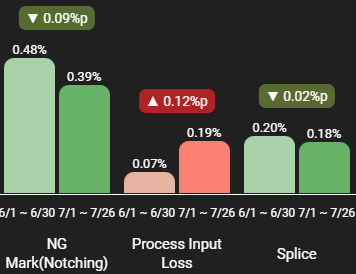 ▼ 0.09%p
0.48%
0.39%
▲ 0.12%p
0.07%
0.19%
▼ 0.02%p
0.20%
0.18%
6/1 ~ 6/30 7/1 ~ 7/26 6/1 ~ 6/30 7/1 ~ 7/26 6/1 ~ 6/30 7/1 ~ 7/26
NG
Mark(Notching)
Process Input
Loss
Splice